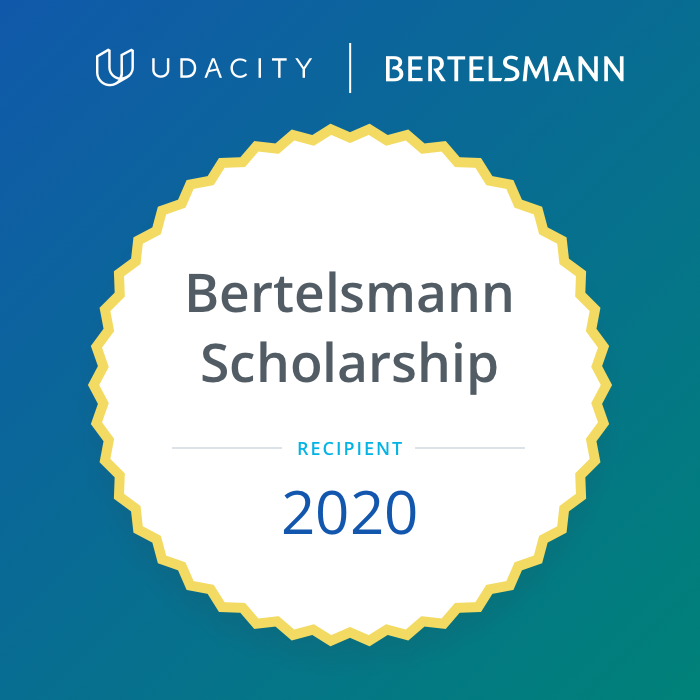 UDACITY | BERTELSMANN
Bertelsmann
Scholarship
RECIPIENT
2020